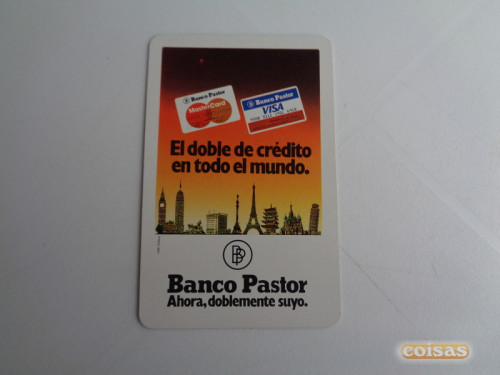 Banco Pastor
MasterCard
Banco Pastor
VISA
El doble de crédito
en todo el mundo.
BP
Banco Pastor
Ahora, doblemente suyo.
coisas